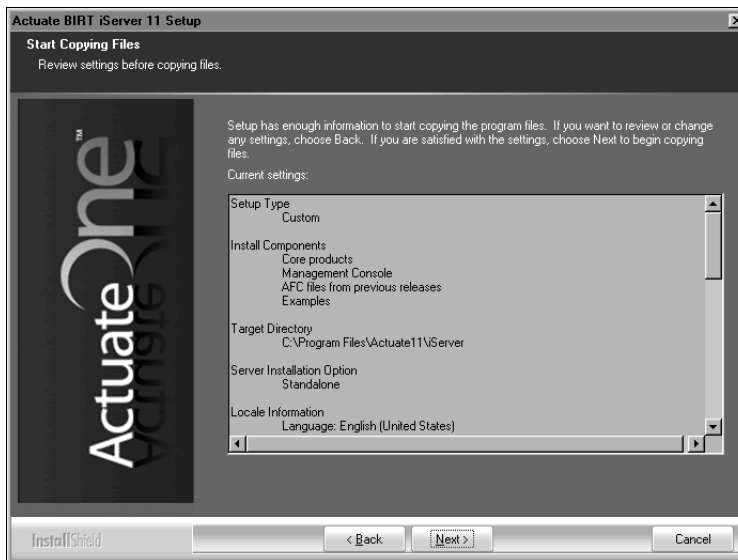 Actuate BIRT iServer 11 Setup
Start Copying Files
Review settings before copying files.
Setup has enough information to start copying the program files. If you want to review or change
any settings, choose Back. If you are satisfied with the settings, choose Next to begin copying
files.
Current settings:
Setup Type
Custom
Install Components
Core products
Management Console
AFC files from previous releases
Examples
Target Directory
C:\Program Files\Actuate11\iServer
Server Installation Option
Standalone
Locale Information
Language: English (United States)
ActuateOne™
InstallShield
< Back
Next >
Cancel